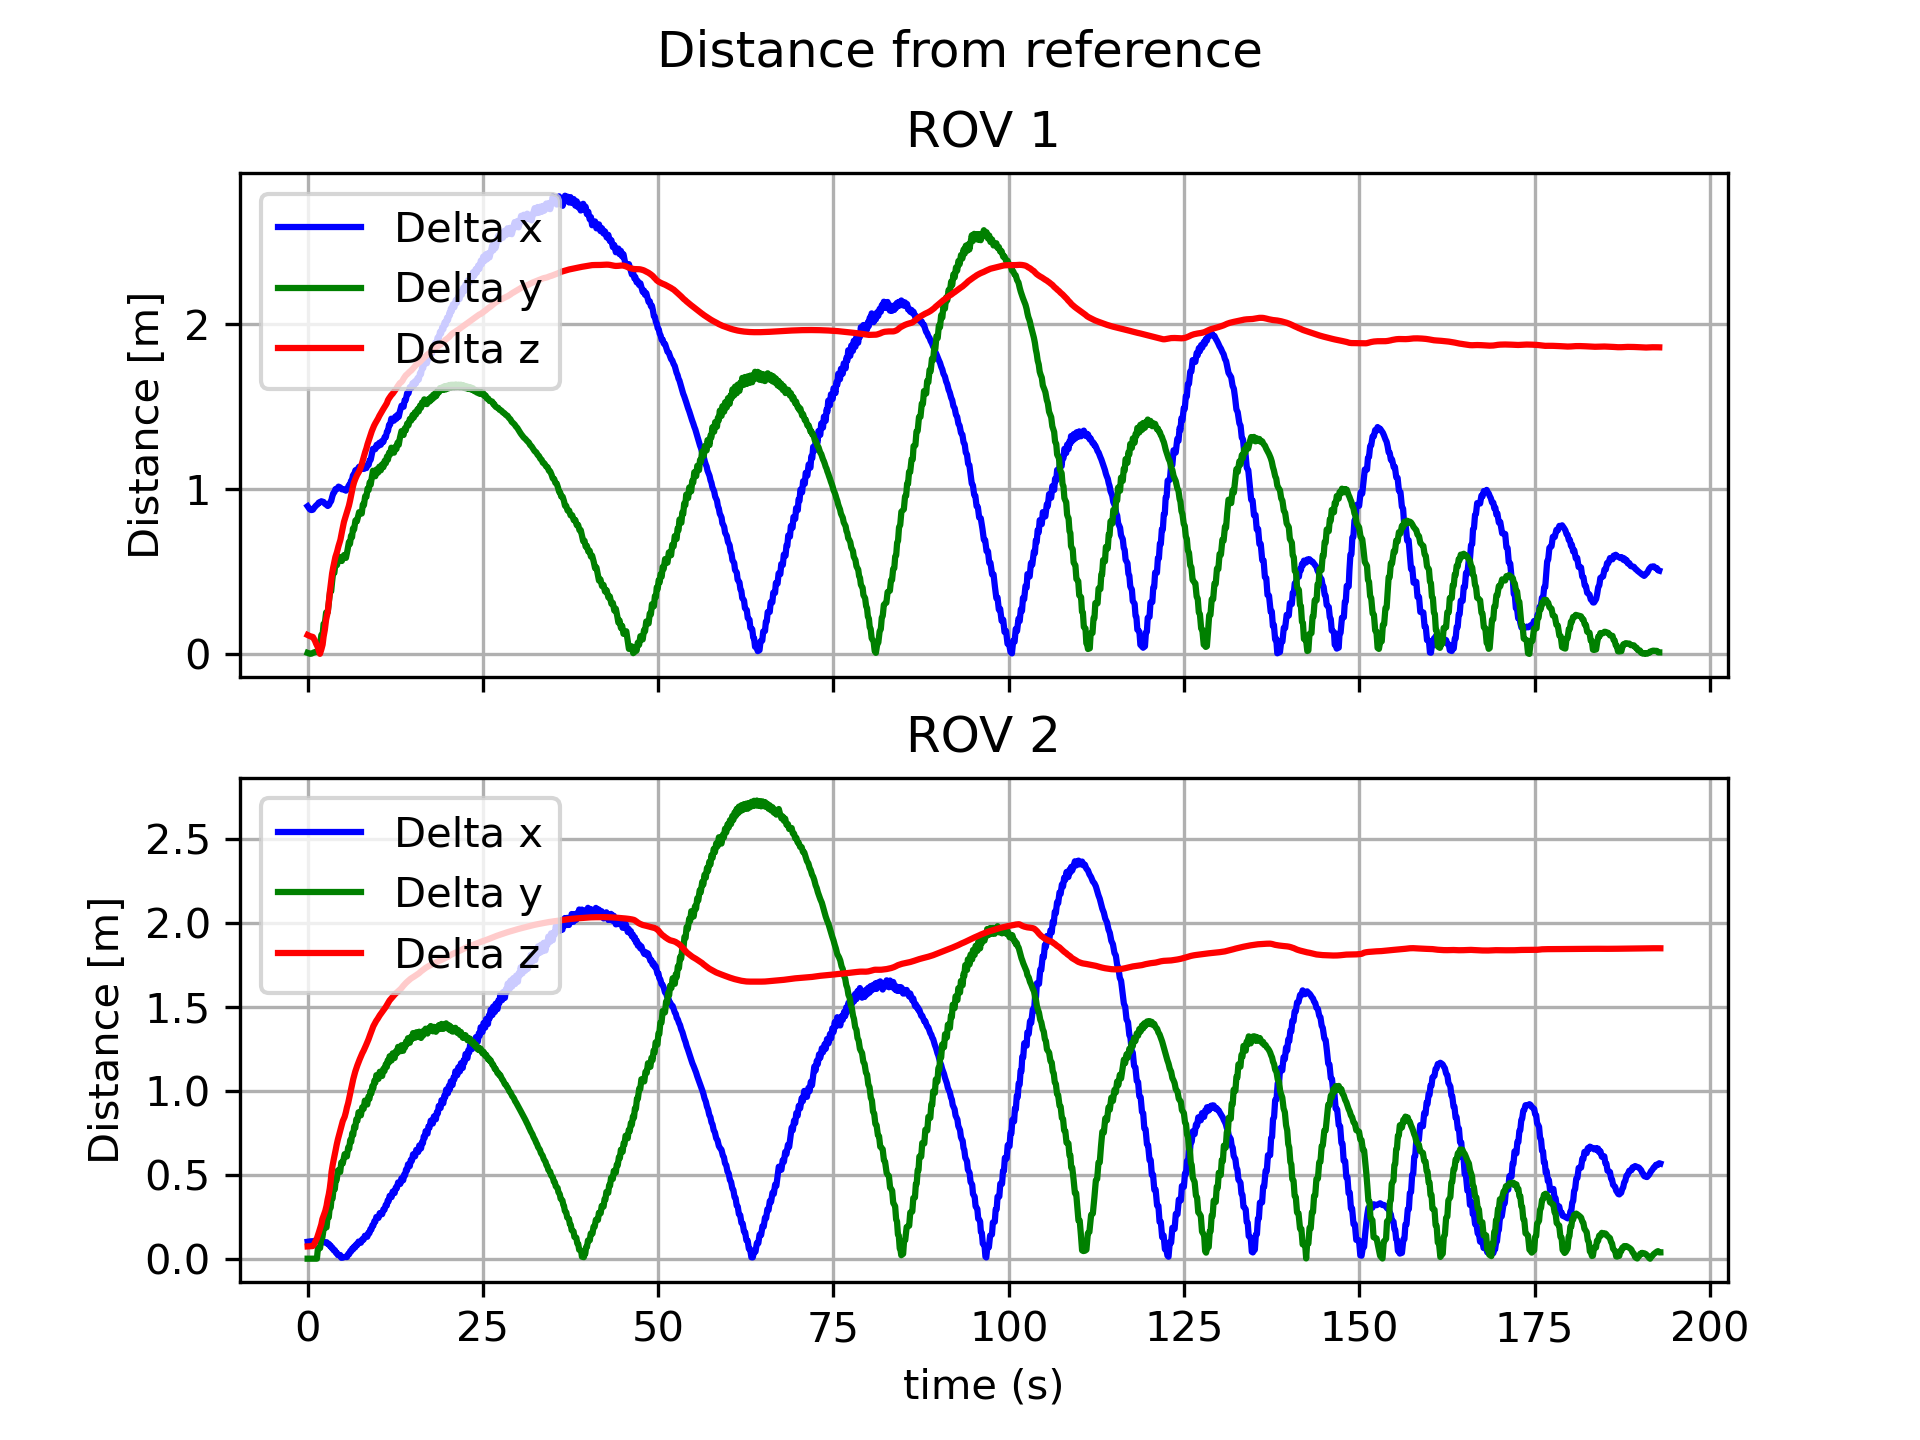 Distance from reference
ROV 1
Delta x
Delta y
Delta z
Distance [m]
2
1
0
ROV 2
Delta x
Delta y
Delta z
Distance [m]
2.5
2.0
1.5
1.0
0.5
0.0
0 25 50 75 100 125 150 175 200
time (s)